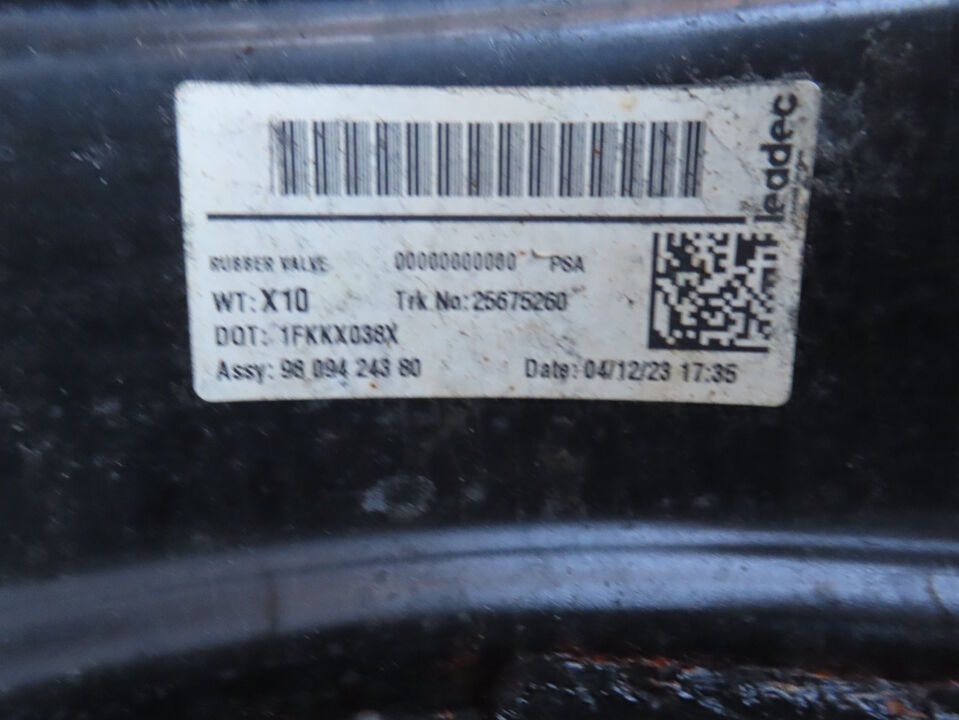 leadec
RUBBER VALVE 00000000080 PSA
WT: X10 Trk No: 25675260
DOT: 1FKKX038X
Assy: 98 094 243 80 Date: 04/12/23 17:35